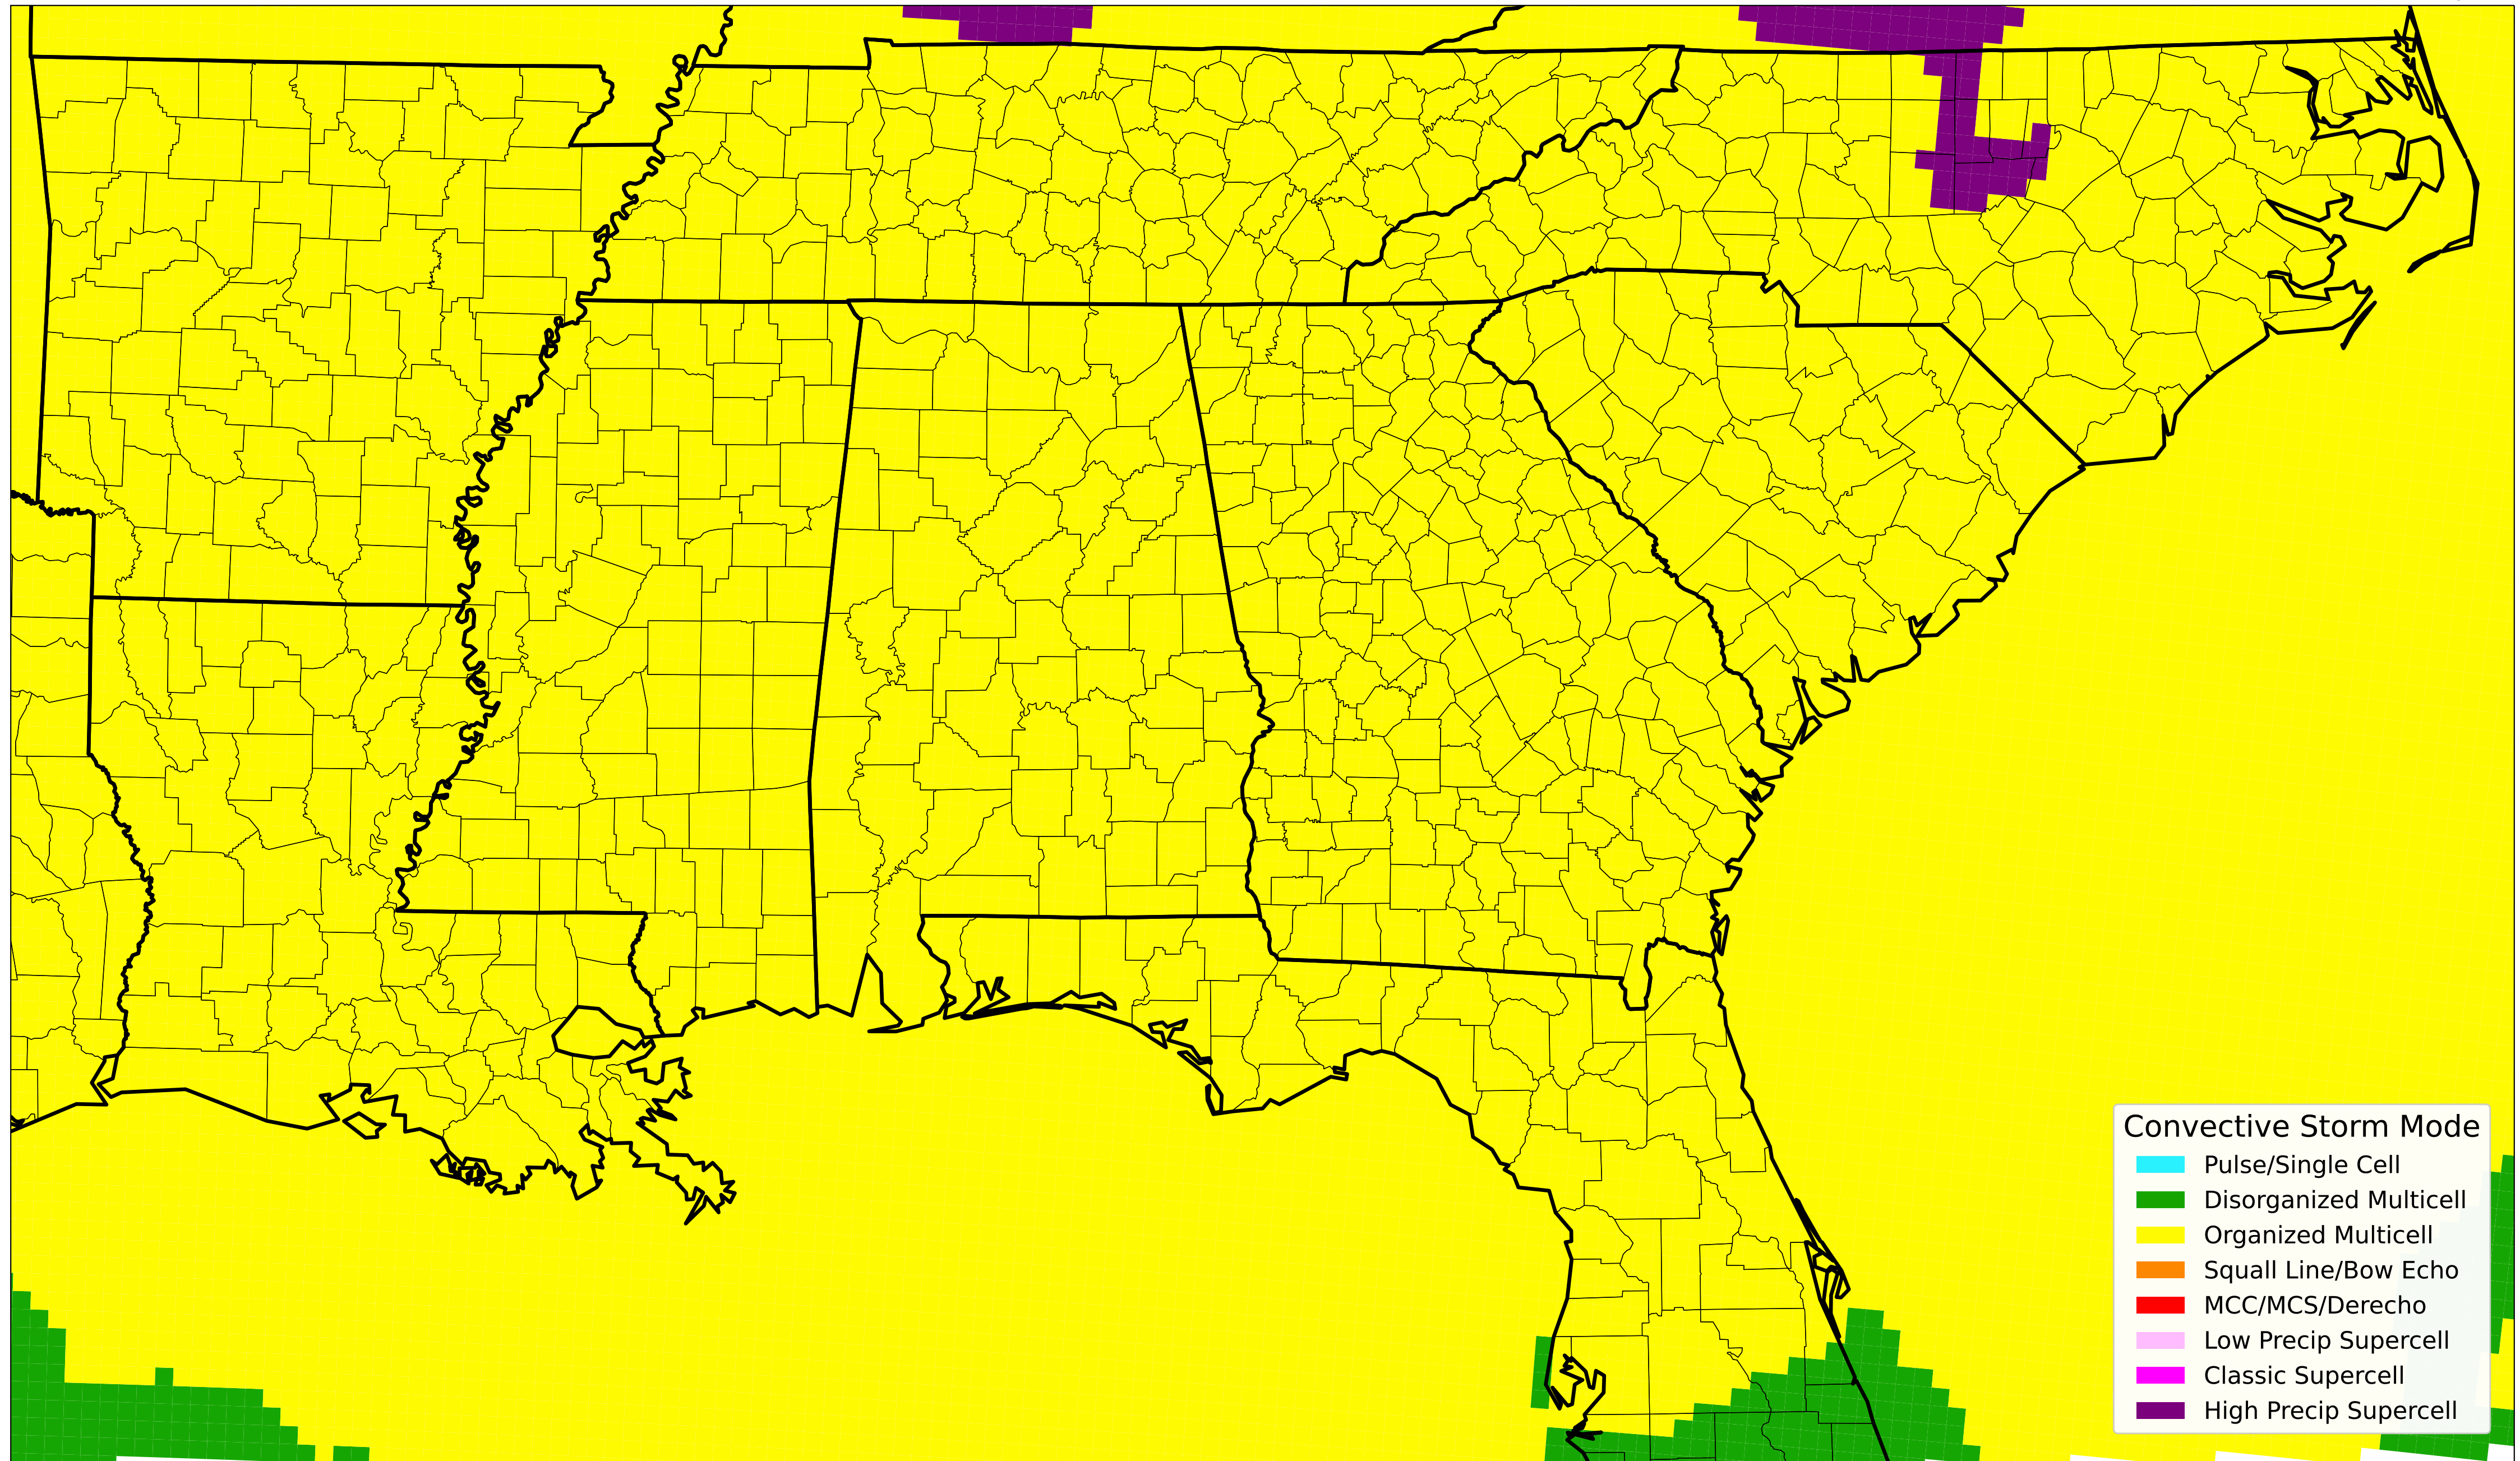 Convective Storm Mode
Pulse/Single Cell
Disorganized Multicell
Organized Multicell
Squall Line/Bow Echo
MCC/MCS/Derecho
Low Precip Supercell
Classic Supercell
High Precip Supercell